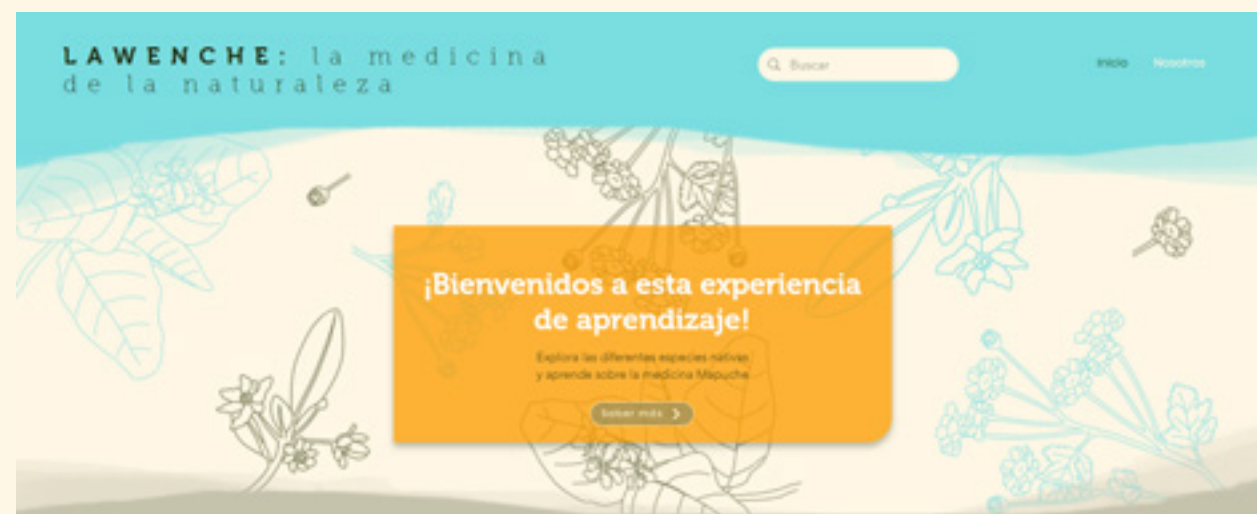 LAWENCHE: la medicina
de la naturaleza
Buscar
Inicio Nosotros
¡Bienvenidos a esta experiencia
de aprendizaje!
Explora las diferentes especies nativas
y aprende sobre la medicina Mapuche
Saber más